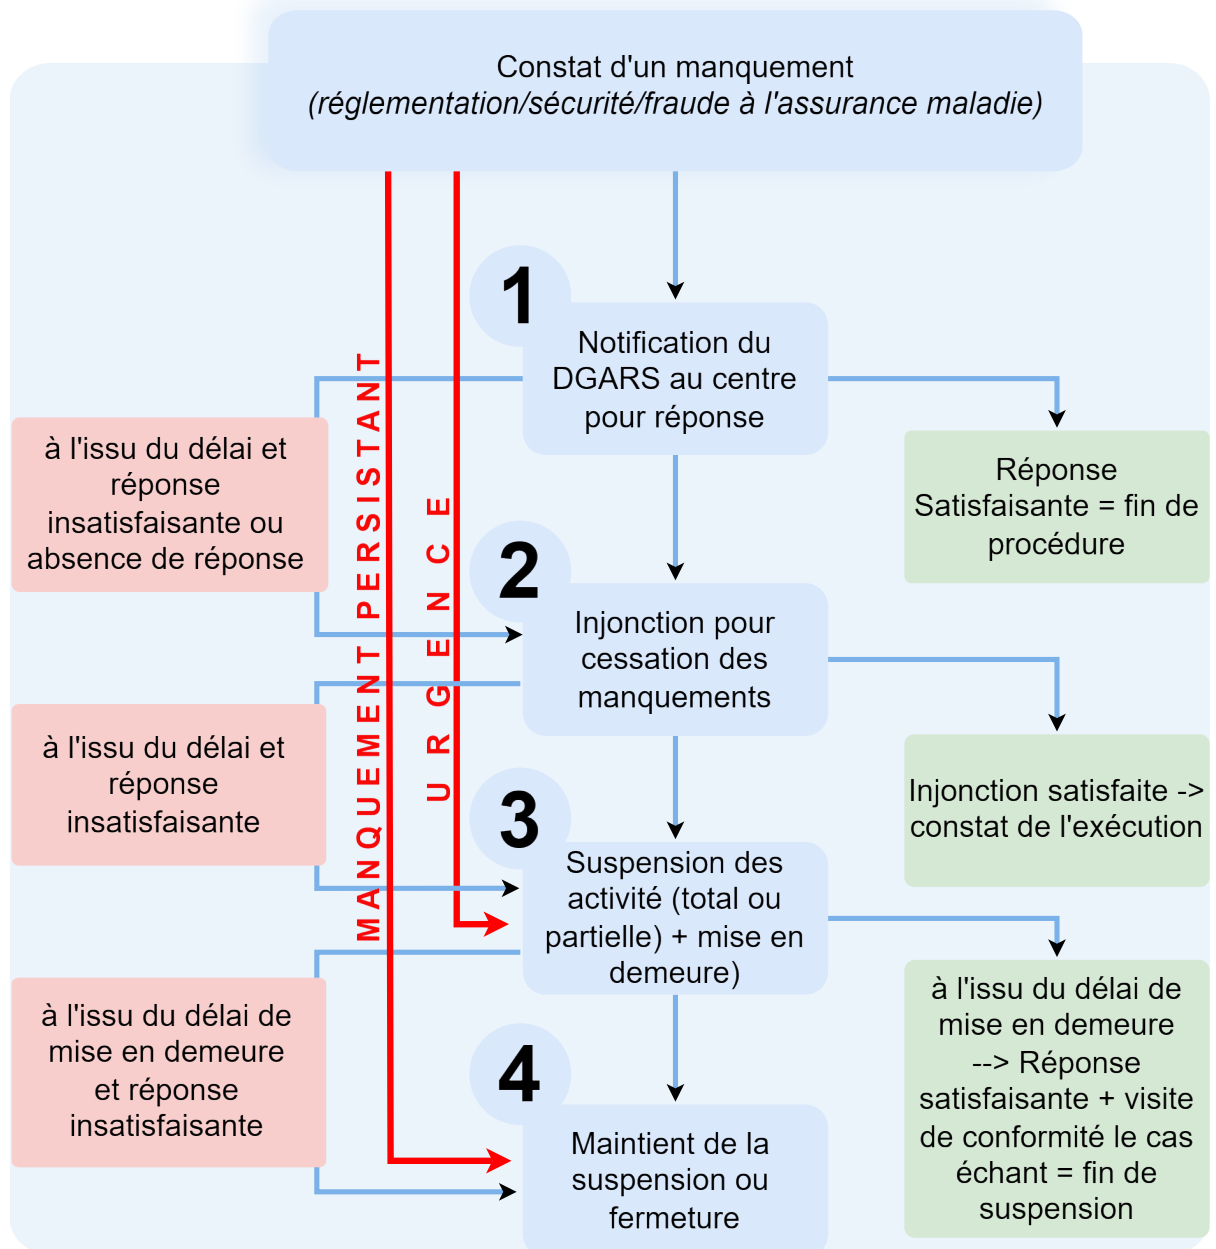 Constat d'un manquement
(réglementation/sécurité/fraude à l'assurance maladie)
1
Notification du
DGARS au centre
pour réponse
à l'issu du délai et
réponse
insatisfaisante ou
absence de réponse
Réponse
Satisfaisante = fin de
procédure
MANQUEMENT PERSISTANT
URGENCE
2
Injonction pour
cessation des
manquements
à l'issu du délai et
réponse
insatisfaisante
Injonction satisfaite ->
constat de l'exécution
3
Suspension des
activité (total ou
partielle) + mise en
demeure)
à l'issu du délai de
mise en demeure
et réponse
insatisfaisante
à l'issu du délai de
mise en demeure
--> Réponse
satisfaisante + visite
de conformité le cas
échant = fin de
suspension
4
Maintient de la
suspension ou
fermeture